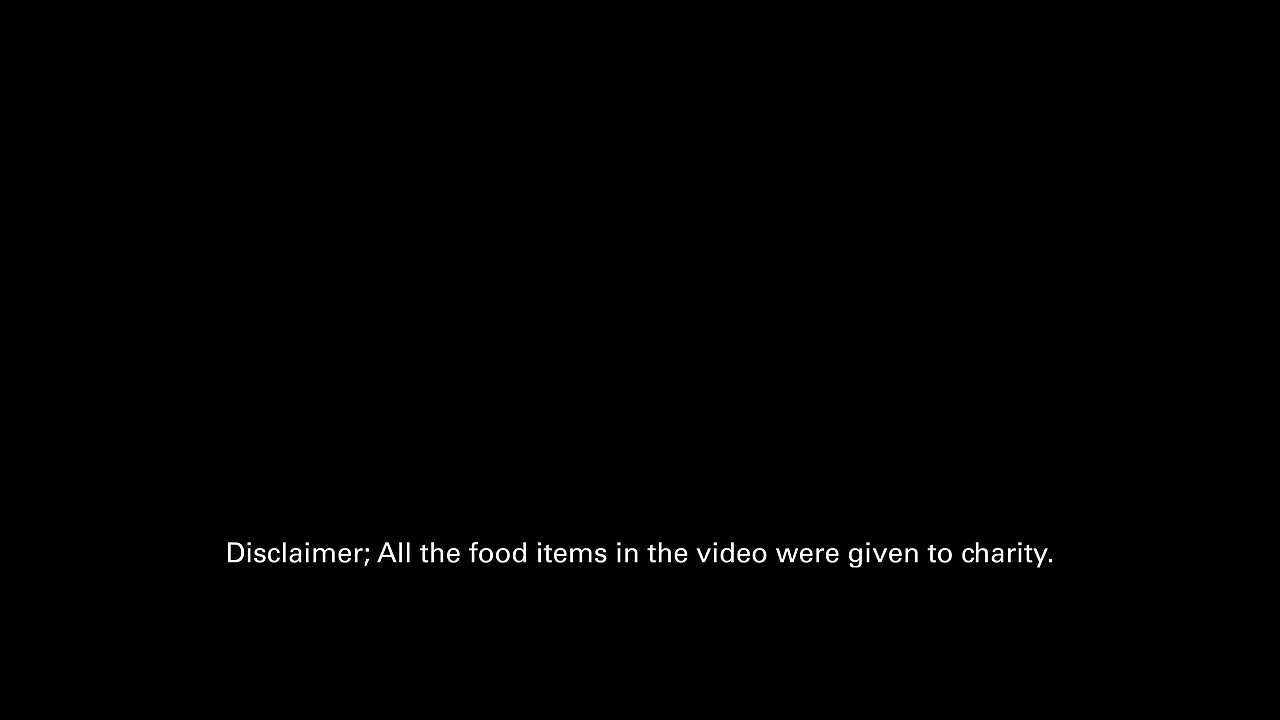 Disclaimer; All the food items in the video were given to charity.